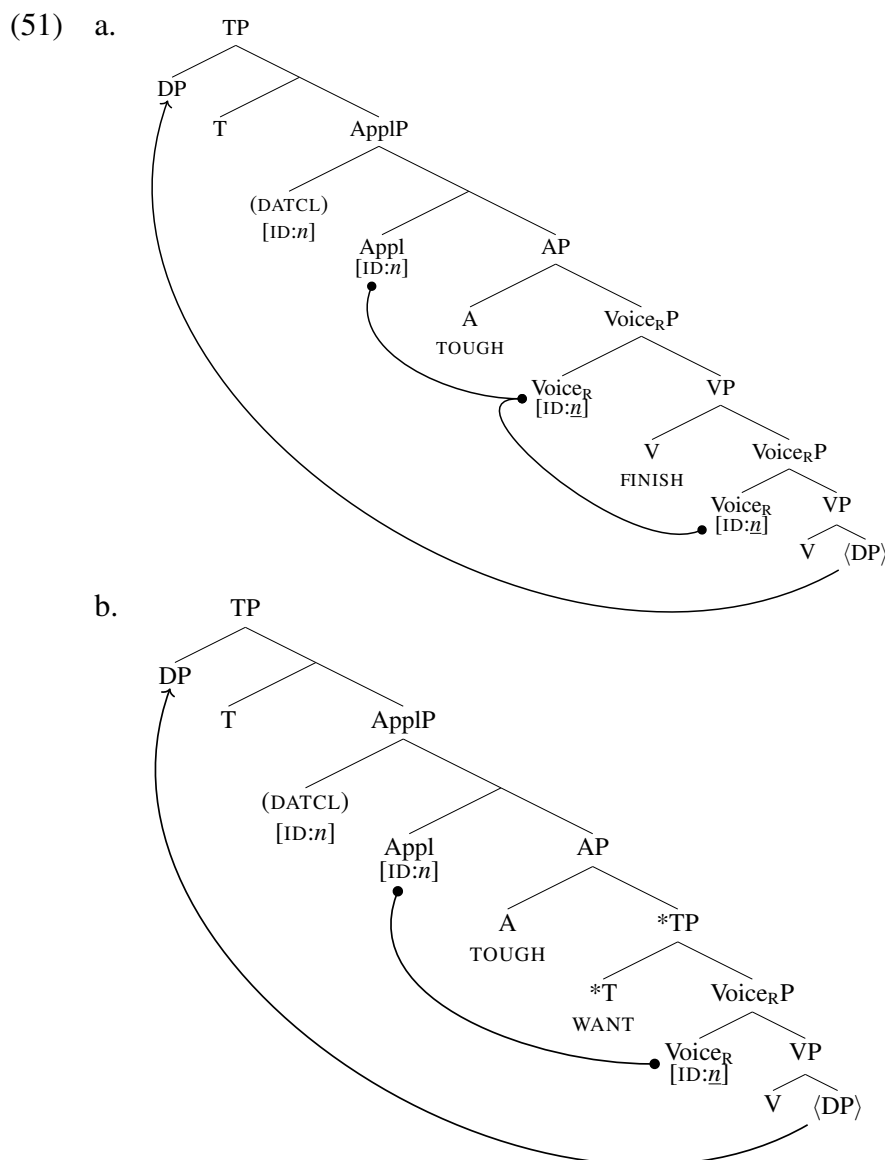 (51) a.
TP
DP
T ApplP
(DATCL)
[ID:n]
Appl AP
[ID:n]
A VoiceRP
TOUGH
VoiceR VP
[ID:n]
V VoiceRP
FINISH
VoiceR VP
[ID:n]
V ⟨DP⟩
b.
TP
DP
T ApplP
(DATCL)
[ID:n]
Appl AP
[ID:n]
A *TP
TOUGH
*T VoiceRP
WANT
VoiceR VP
[ID:n]
V ⟨DP⟩